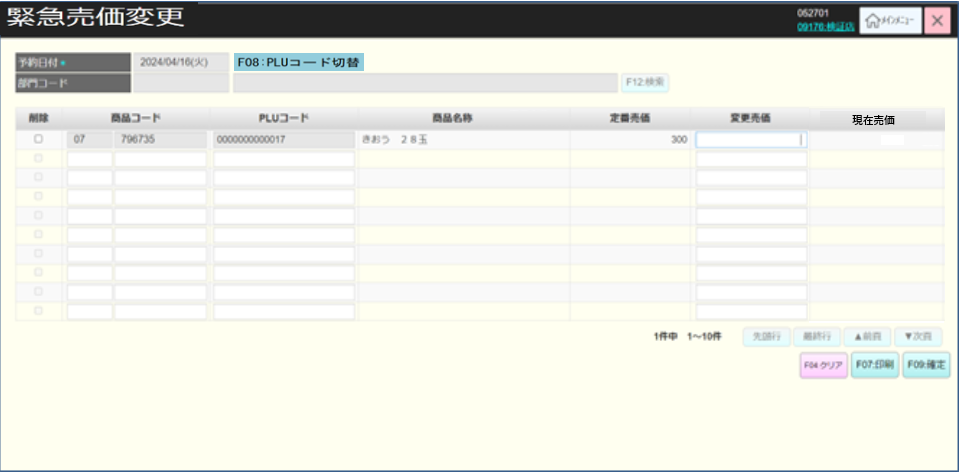 緊急売価変更
052701
09176:検証店
メインメニュー
予約日付 * 2024/04/16(火) F08:PLUコード切替
部門コード F12:検索
削除 商品コード PLUコード 商品名称 定番売価 変更売価 現在売価
07 796735 0000000000017 きおう 28玉 300
1件中 1～10件 先頭行 最終行 ▲前頁 ▼次頁
F04:クリア F07:印刷 F09:確定